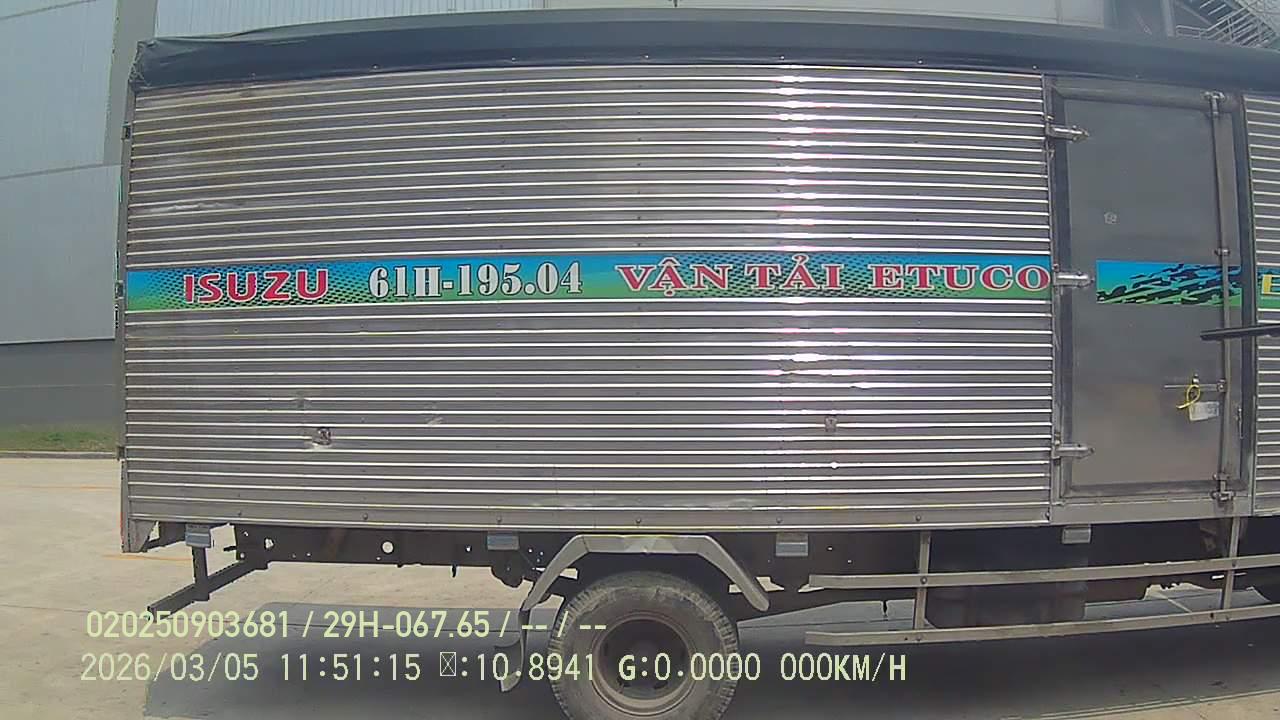 ISUZU 61H-195.04 VẬN TẢI ETUCO
020250903681 / 29H-067.65 / -- / --
2026/03/05 11:51:15 :10.8941 G:0.0000 000KM/H